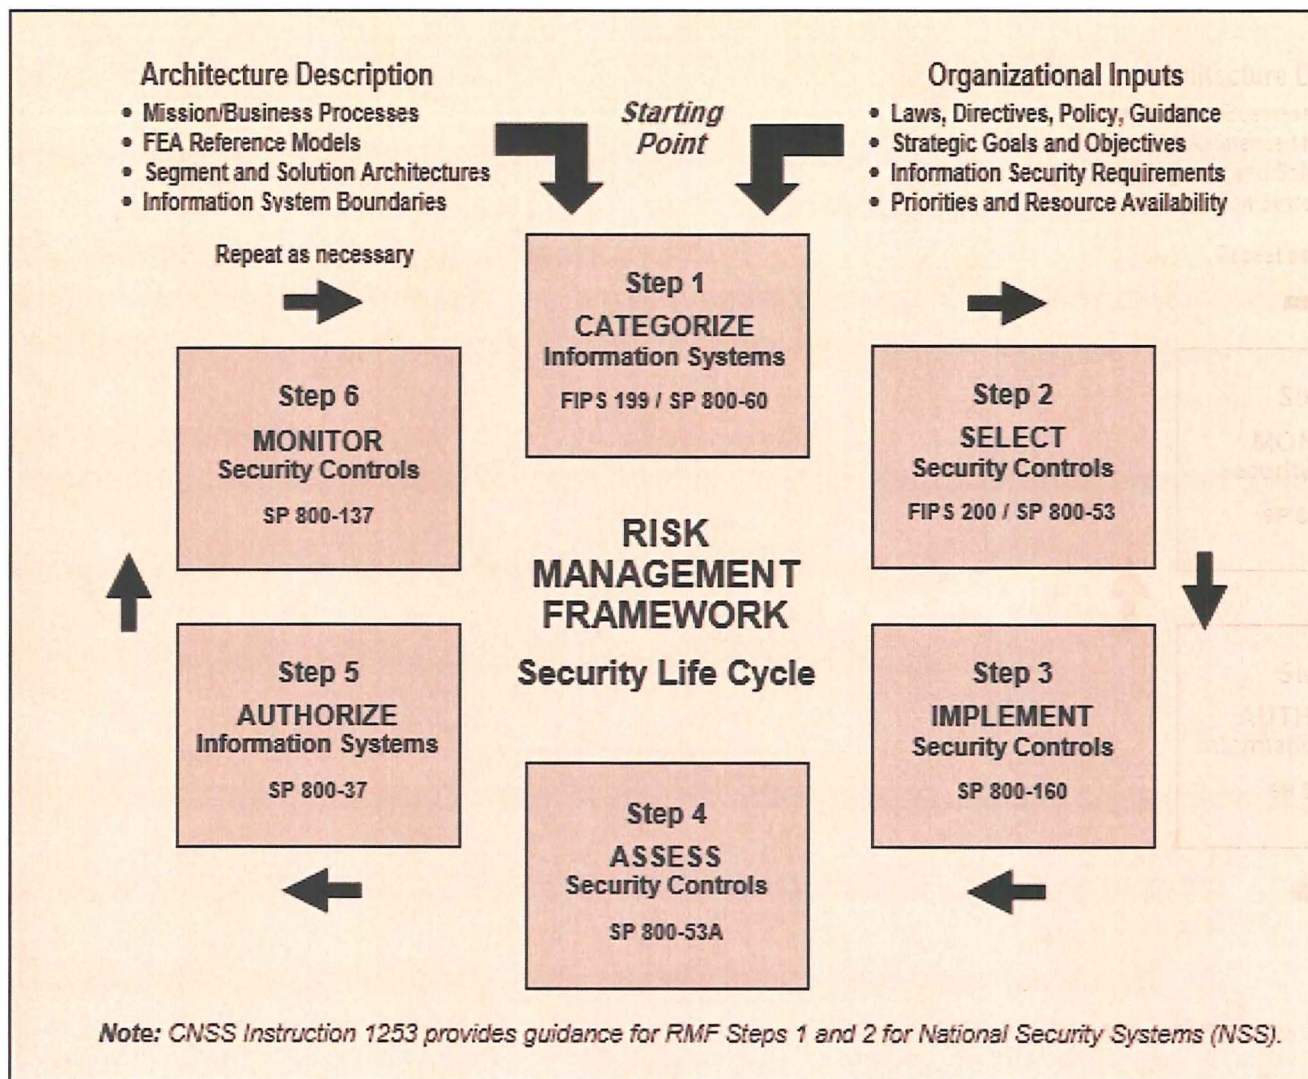 Architecture Description
• Mission/Business Processes
• FEA Reference Models
• Segment and Solution Architectures
• Information System Boundaries
Starting
Point
Organizational Inputs
• Laws, Directives, Policy, Guidance
• Strategic Goals and Objectives
• Information Security Requirements
• Priorities and Resource Availability
Repeat as necessary
Step 1
CATEGORIZE
Information Systems
FIPS 199 / SP 800-60
Step 2
SELECT
Security Controls
FIPS 200 / SP 800-53
Step 3
IMPLEMENT
Security Controls
SP 800-160
Step 4
ASSESS
Security Controls
SP 800-53A
Step 5
AUTHORIZE
Information Systems
SP 800-37
Step 6
MONITOR
Security Controls
SP 800-137
RISK
MANAGEMENT
FRAMEWORK
Security Life Cycle
Note: CNSS Instruction 1253 provides guidance for RMF Steps 1 and 2 for National Security Systems (NSS).